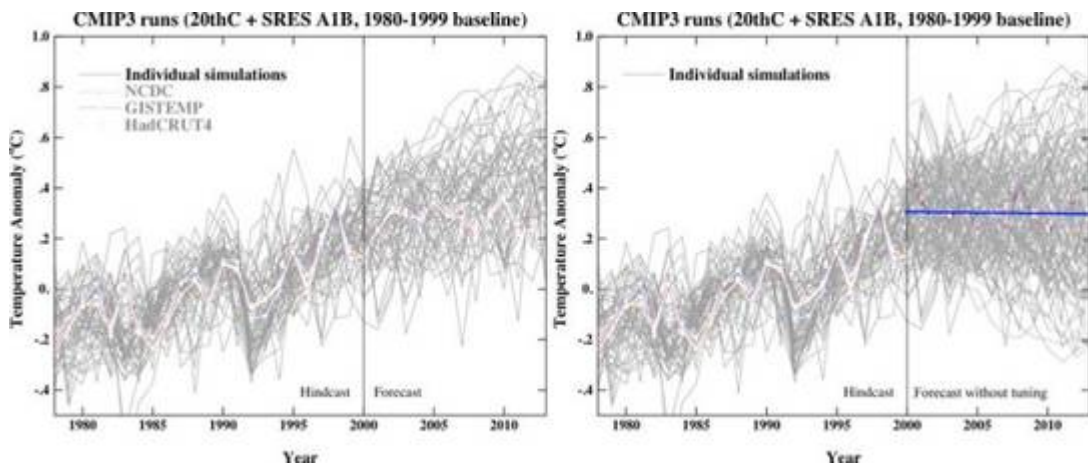 CMIP3 runs (20thC + SRES A1B, 1980-1999 baseline)
1.0
.8
.6
.4
.2
0.
-.2
-.4
Temperature Anomaly (°C)
Individual simulations
NCDC
GISTEMP
HadCRUT4
Hindcast
Forecast
1980
1985
1990
1995
2000
2005
2010
Year
CMIP3 runs (20thC + SRES A1B, 1980-1999 baseline)
1.0
.8
.6
.4
.2
0.
-.2
-.4
Temperature Anomaly (°C)
Individual simulations
Hindcast
Forecast without tuning
1980
1985
1990
1995
2000
2005
2010
Year